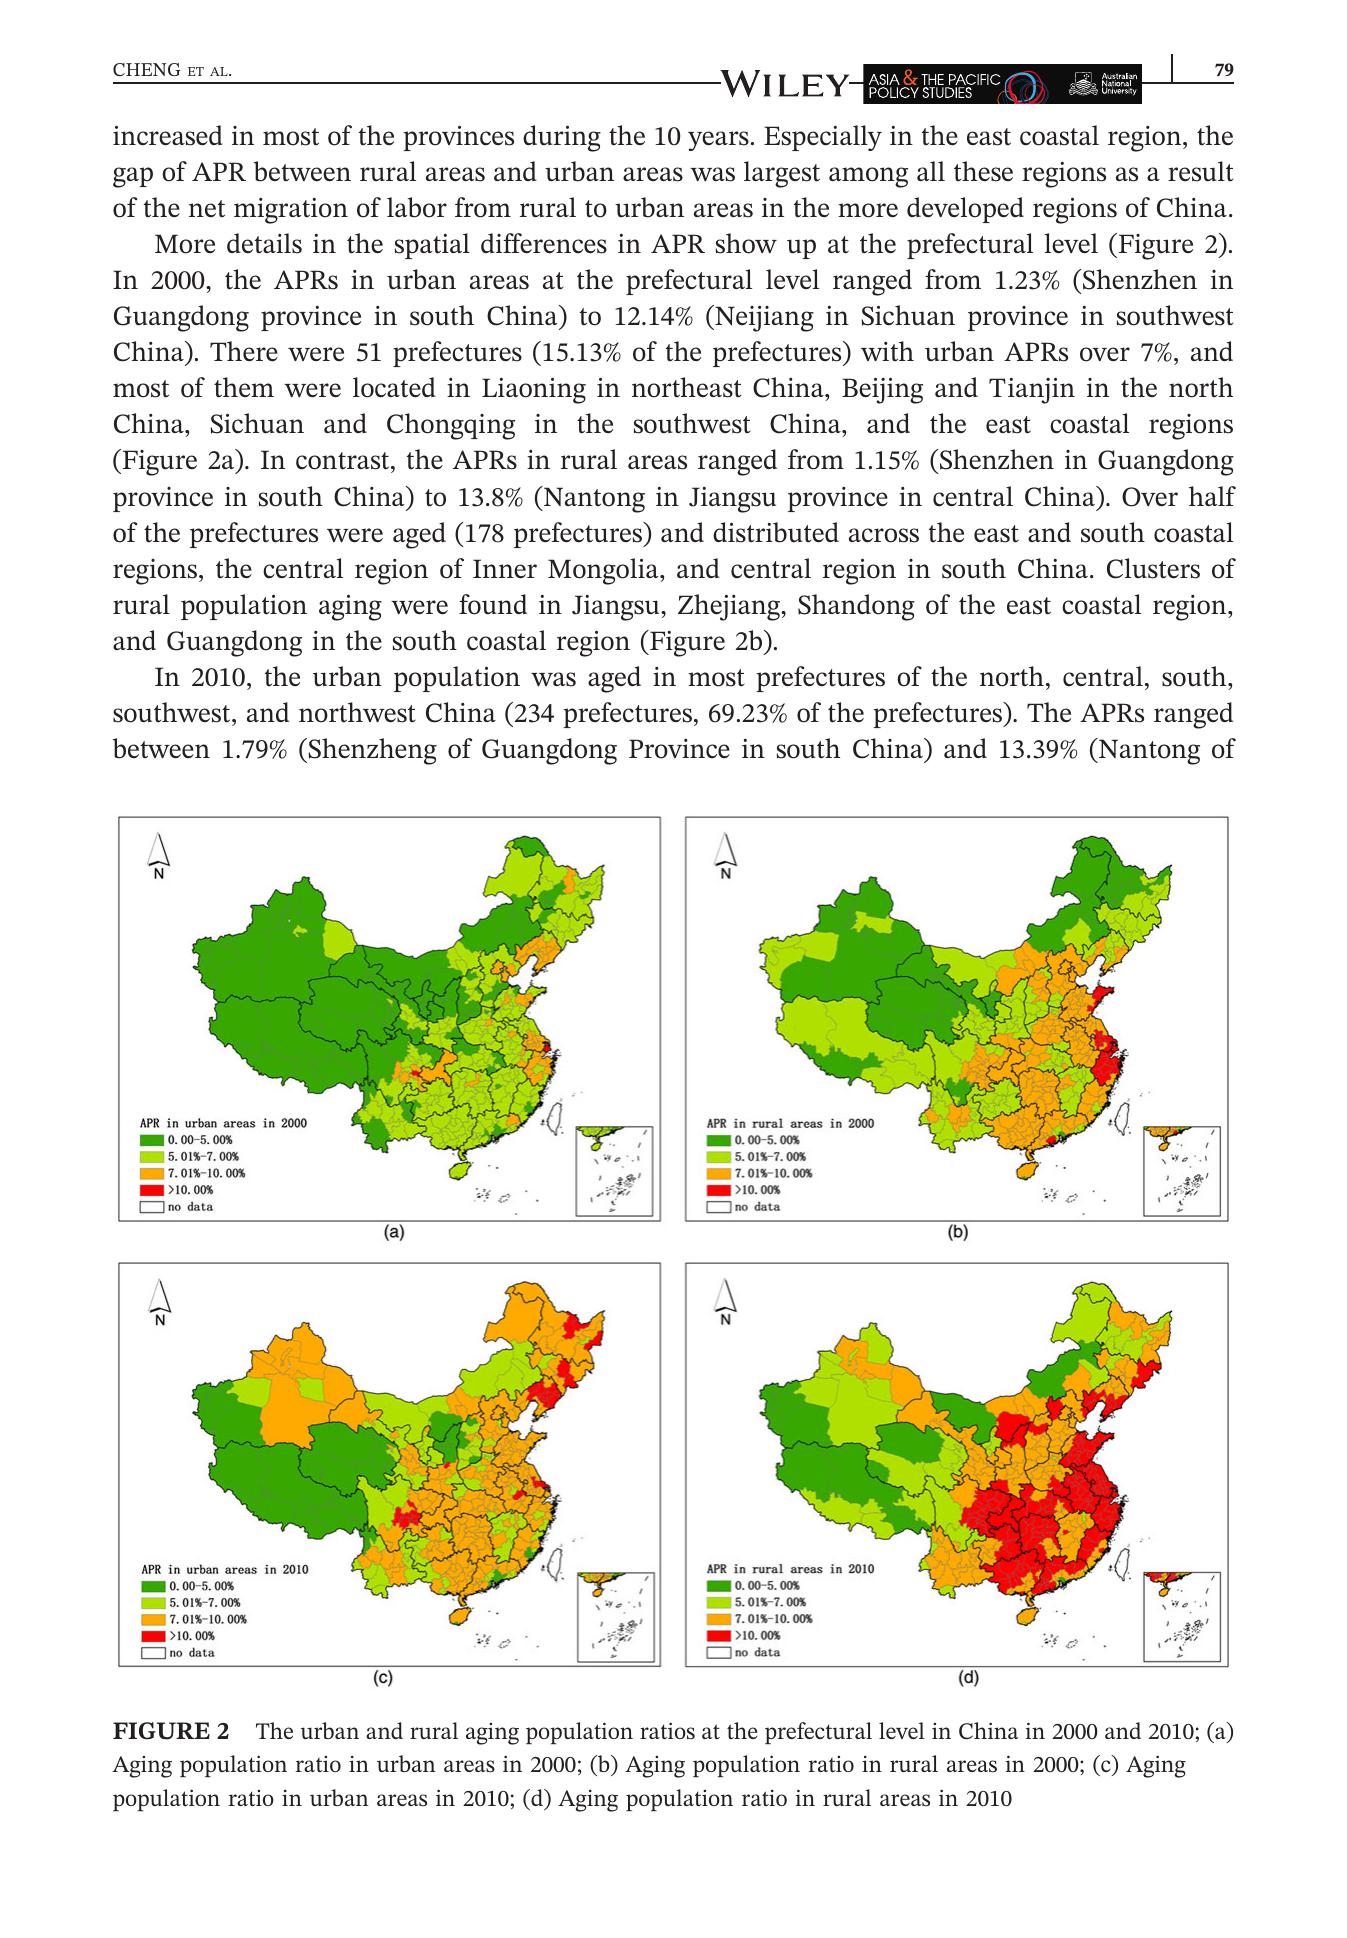 CHENG ET AL.
WILEY
ASIA & THE PACIFIC
POLICY STUDIES
Australian
National
University
79
increased in most of the provinces during the 10 years. Especially in the east coastal region, the
gap of APR between rural areas and urban areas was largest among all these regions as a result
of the net migration of labor from rural to urban areas in the more developed regions of China.
More details in the spatial differences in APR show up at the prefectural level (Figure 2).
In 2000, the APRs in urban areas at the prefectural level ranged from 1.23% (Shenzhen in
Guangdong province in south China) to 12.14% (Neijiang in Sichuan province in southwest
China). There were 51 prefectures (15.13% of the prefectures) with urban APRs over 7%, and
most of them were located in Liaoning in northeast China, Beijing and Tianjin in the north
China, Sichuan and Chongqing in the southwest China, and the east coastal regions
(Figure 2a). In contrast, the APRs in rural areas ranged from 1.15% (Shenzhen in Guangdong
province in south China) to 13.8% (Nantong in Jiangsu province in central China). Over half
of the prefectures were aged (178 prefectures) and distributed across the east and south coastal
regions, the central region of Inner Mongolia, and central region in south China. Clusters of
rural population aging were found in Jiangsu, Zhejiang, Shandong of the east coastal region,
and Guangdong in the south coastal region (Figure 2b).
In 2010, the urban population was aged in most prefectures of the north, central, south,
southwest, and northwest China (234 prefectures, 69.23% of the prefectures). The APRs ranged
between 1.79% (Shenzheng of Guangdong Province in south China) and 13.39% (Nantong of
N
APR in urban areas in 2000
0.00-5.00%
5.01%-7.00%
7.01%-10.00%
>10.00%
no data
(a)
N
APR in rural areas in 2000
0.00-5.00%
5.01%-7.00%
7.01%-10.00%
>10.00%
no data
(b)
N
APR in urban areas in 2010
0.00-5.00%
5.01%-7.00%
7.01%-10.00%
>10.00%
no data
(c)
N
APR in rural areas in 2010
0.00-5.00%
5.01%-7.00%
7.01%-10.00%
>10.00%
no data
(d)
FIGURE 2 The urban and rural aging population ratios at the prefectural level in China in 2000 and 2010; (a)
Aging population ratio in urban areas in 2000; (b) Aging population ratio in rural areas in 2000; (c) Aging
population ratio in urban areas in 2010; (d) Aging population ratio in rural areas in 2010